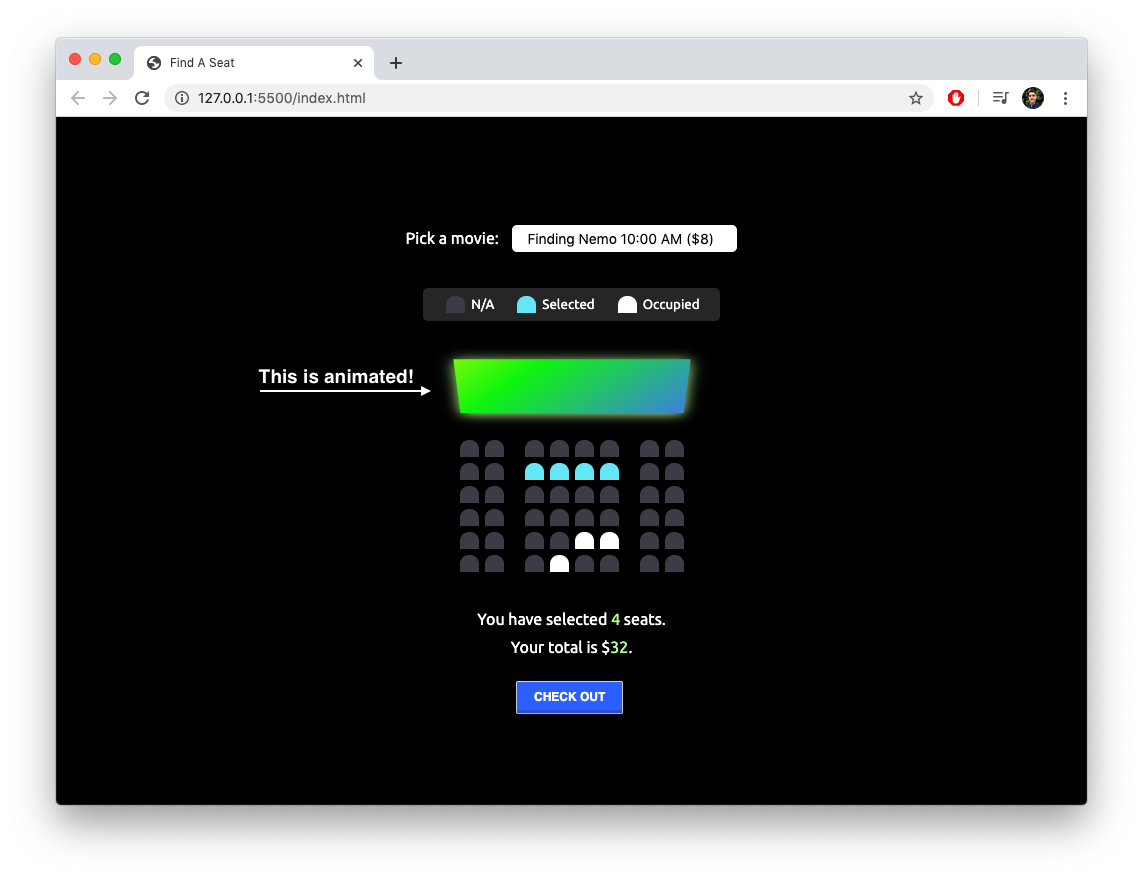 Find A Seat
127.0.0.1:5500/index.html
Pick a movie: Finding Nemo 10:00 AM ($8)
N/A Selected Occupied
This is animated!
You have selected 4 seats.
Your total is $32.
CHECK OUT